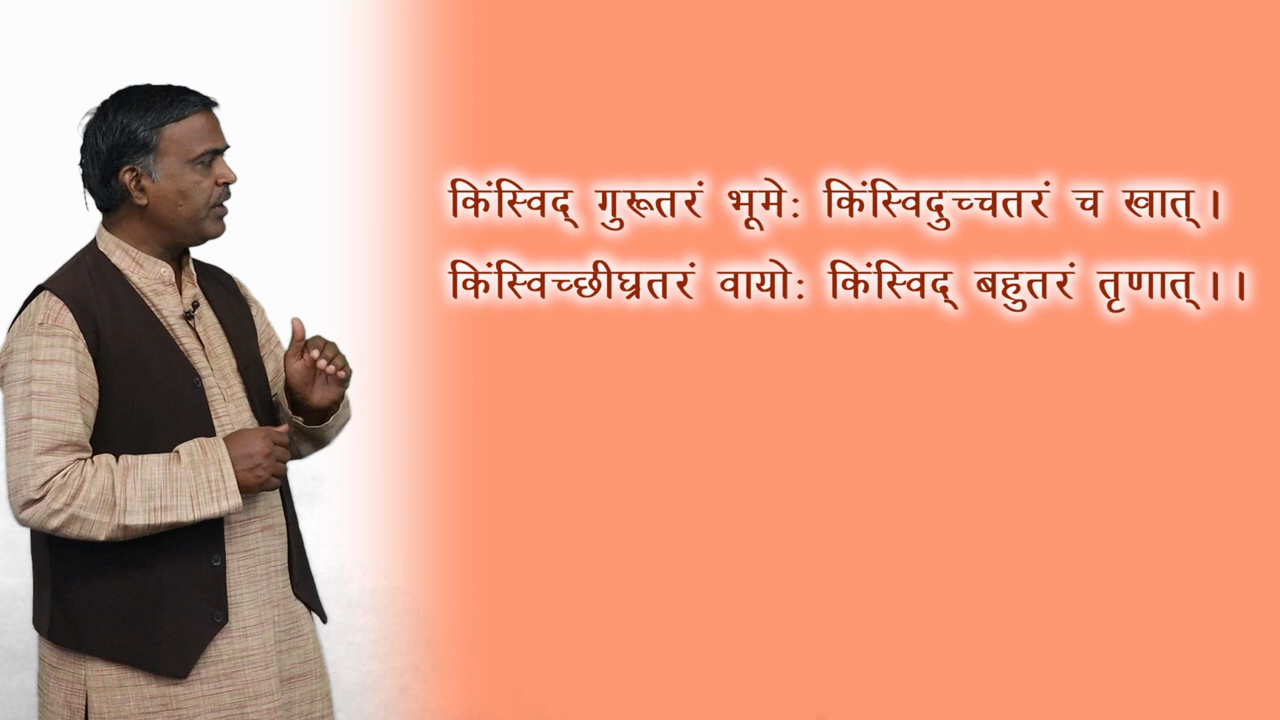 किंस्विद् गुरूतरं भूमेः किंस्विदुच्चतरं च खात् ।
किंस्विच्छीघ्रतरं वायोः किंस्विद् बहुतरं तृणात् ।।